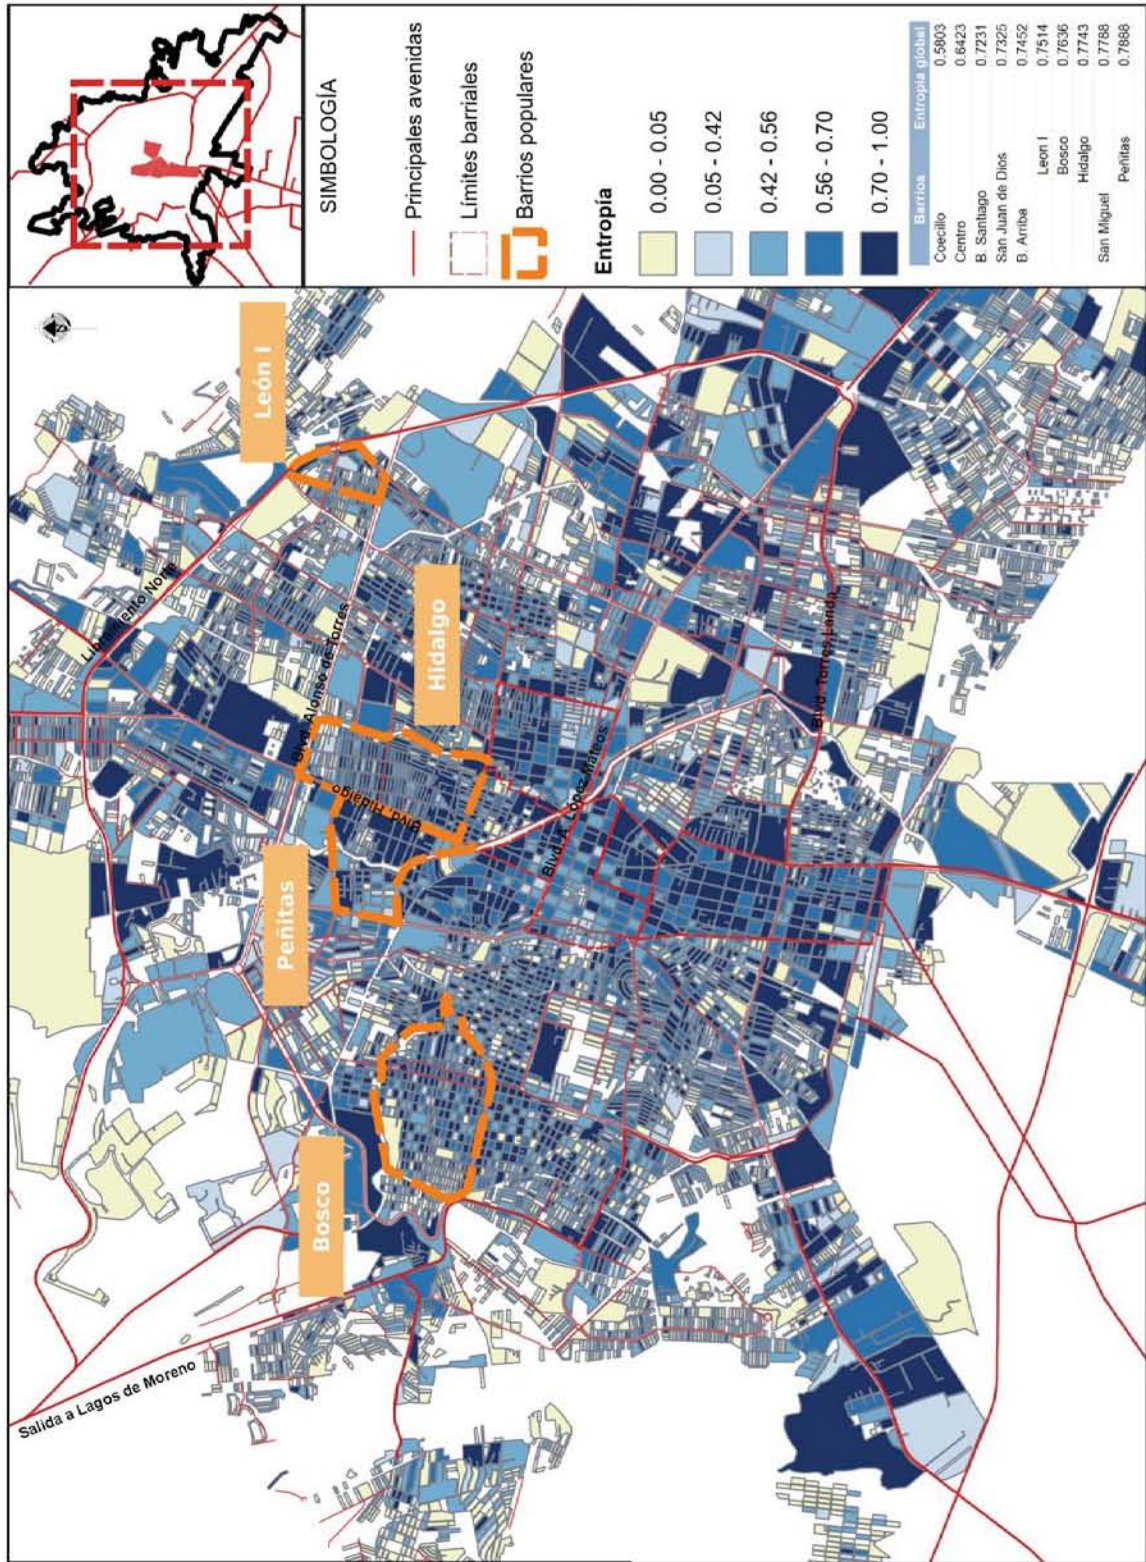 León I
Hidalgo
Peñitas
Bosco
Libramiento Norte
Blvd. Alonso de Torres
Blvd. Hidalgo
Blvd. A. López Mateos
Blvd. Torres Landa
Salida a Lagos de Moreno
SIMBOLOGÍA
Principales avenidas
Límites barriales
Barrios populares
Entropía
0.00 - 0.05
0.05 - 0.42
0.42 - 0.56
0.56 - 0.70
0.70 - 1.00
Barrios Entropía global
Coecillo 0.5803
Centro 0.6423
B. Santiago 0.7231
San Juan de Dios 0.7325
B. Arriba 0.7452
Leon I 0.7514
Bosco 0.7636
Hidalgo 0.7743
San Miguel 0.7768
Peñitas 0.7868